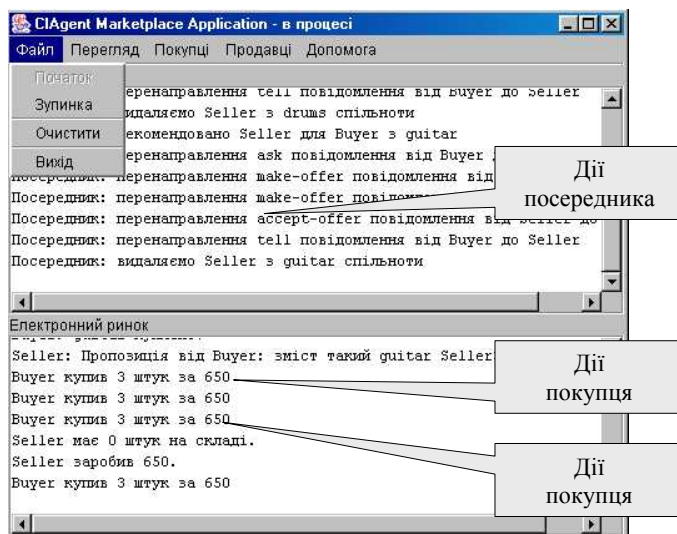 CIAgent Marketplace Application - в процесі
Файл Перегляд Покупці Продавці Допомога
Початок
Зупинка
Очистити
Вихід
перенаправлення tell повідомлення від Buyer до Seller
видаляємо Seller з drums спільноти
рекомендовано Seller для Buyer з guitar
перенаправлення ask повідомлення від Buyer
Посередник: перенаправлення make-offer повідомлення від
Посередник: перенаправлення make-offer
Посередник: перенаправлення accept-offer повідомлення від Seller до
Посередник: перенаправлення tell повідомлення від Buyer до Seller
Посередник: видаляємо Seller з guitar спільноти
Дії
посередника
Електронний ринок
Seller: Пропозиція від Buyer: зміст такий guitar Seller
Buyer купив 3 штук за 650
Buyer купив 3 штук за 650
Buyer купив 3 штук за 650
Seller має 0 штук на складі.
Seller заробив 650.
Buyer купив 3 штук за 650
Дії
покупця
Дії
покупця